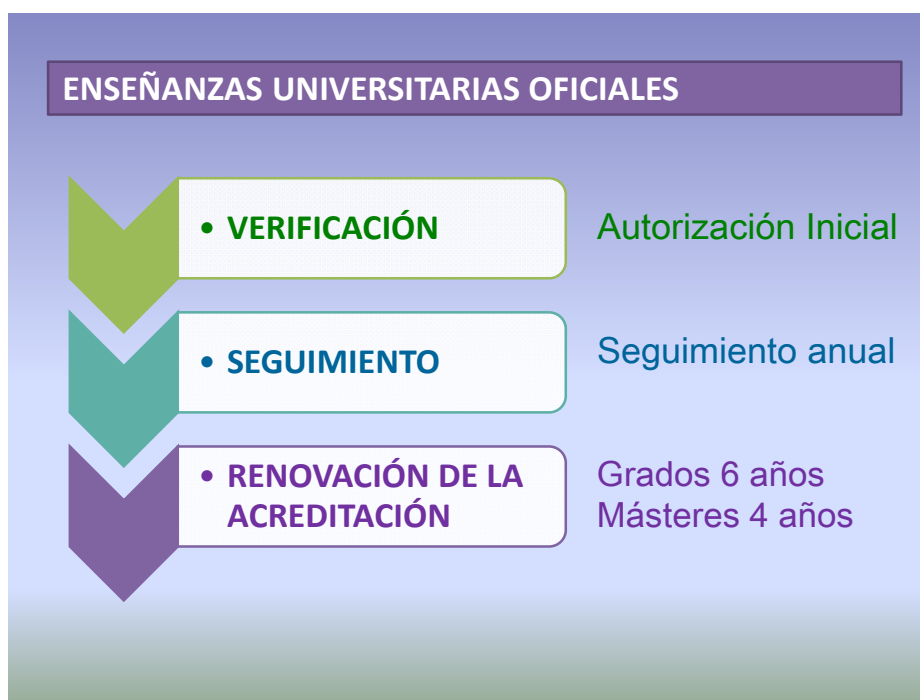 ENSEÑANZAS UNIVERSITARIAS OFICIALES
• VERIFICACIÓN
Autorización Inicial
• SEGUIMIENTO
Seguimiento anual
• RENOVACIÓN DE LA
ACREDITACIÓN
Grados 6 años
Másteres 4 años